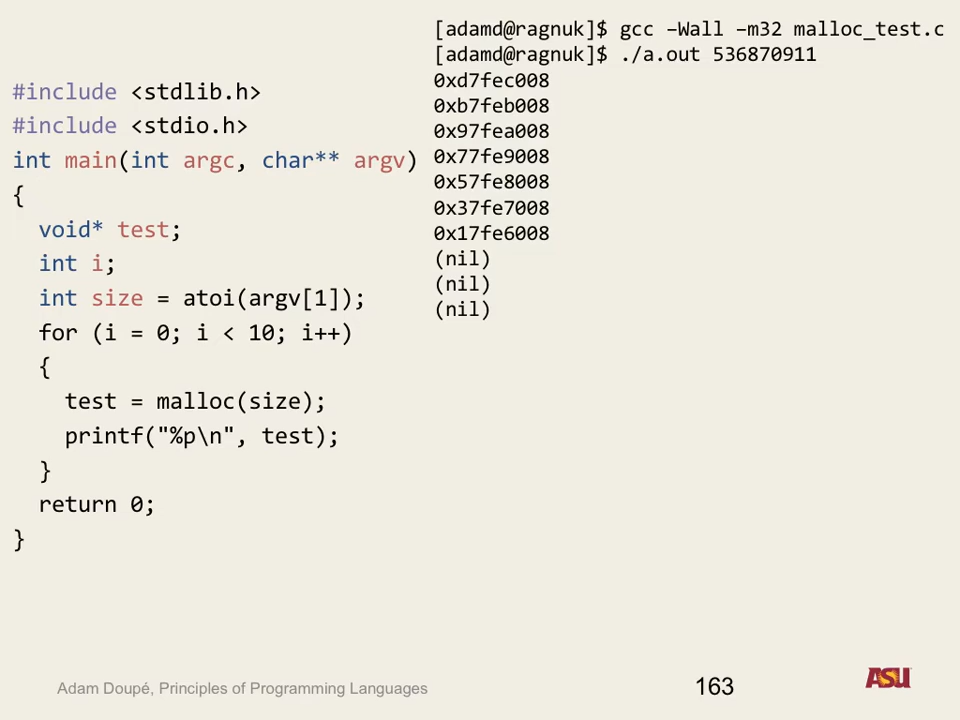 #include <stdlib.h>
#include <stdio.h>
int main(int argc, char** argv)
{
void* test;
int i;
int size = atoi(argv[1]);
for (i = 0; i < 10; i++)
{
test = malloc(size);
printf("%p\n", test);
}
return 0;
}
[adamd@ragnuk]$ gcc –Wall –m32 malloc_test.c
[adamd@ragnuk]$ ./a.out 536870911
0xd7fec008
0xb7feb008
0x97fea008
0x77fe9008
0x57fe8008
0x37fe7008
0x17fe6008
(nil)
(nil)
(nil)
Adam Doupé, Principles of Programming Languages
163
ASU